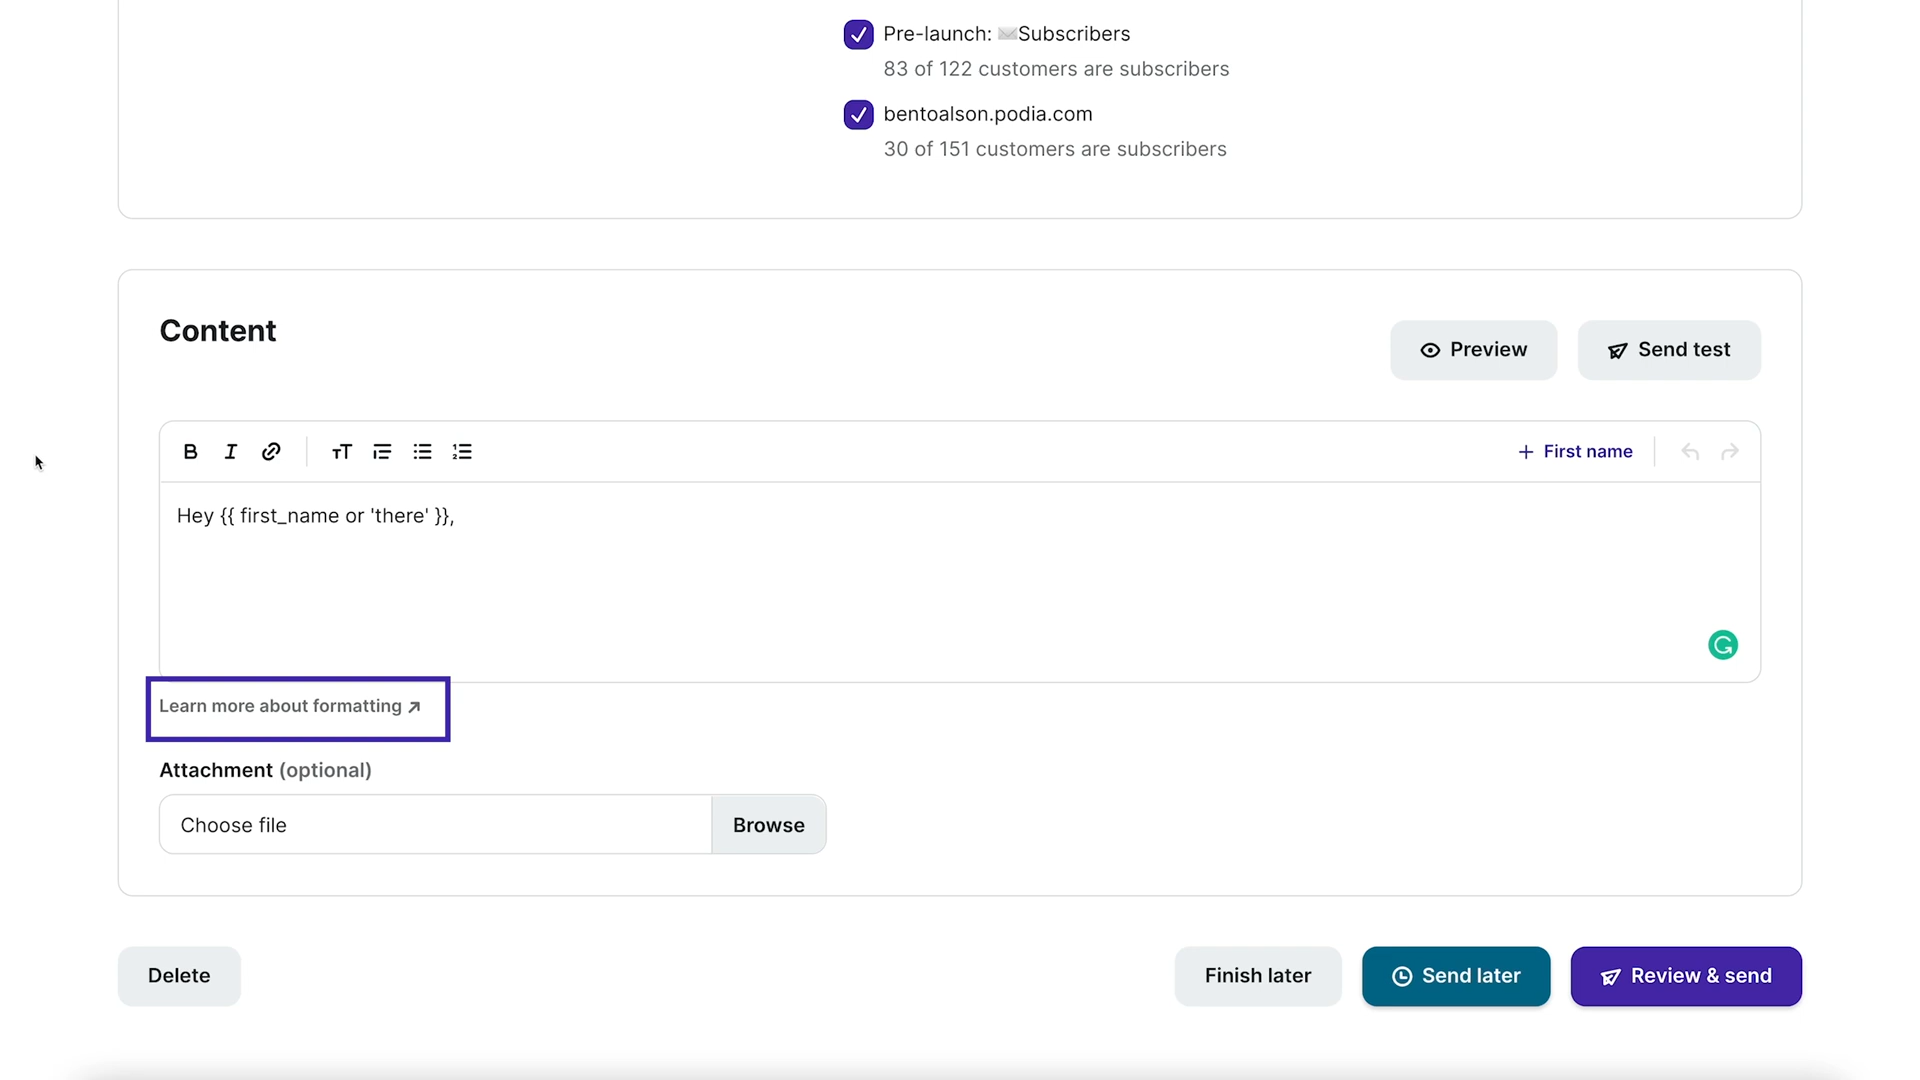 Pre-launch: ✉️Subscribers
83 of 122 customers are subscribers
bentoalson.podia.com
30 of 151 customers are subscribers
Content
Preview
Send test
B I
TT
+ First name
Hey {{ first_name or 'there' }},
Learn more about formatting ↗
Attachment (optional)
Choose file
Browse
Delete
Finish later
Send later
Review & send